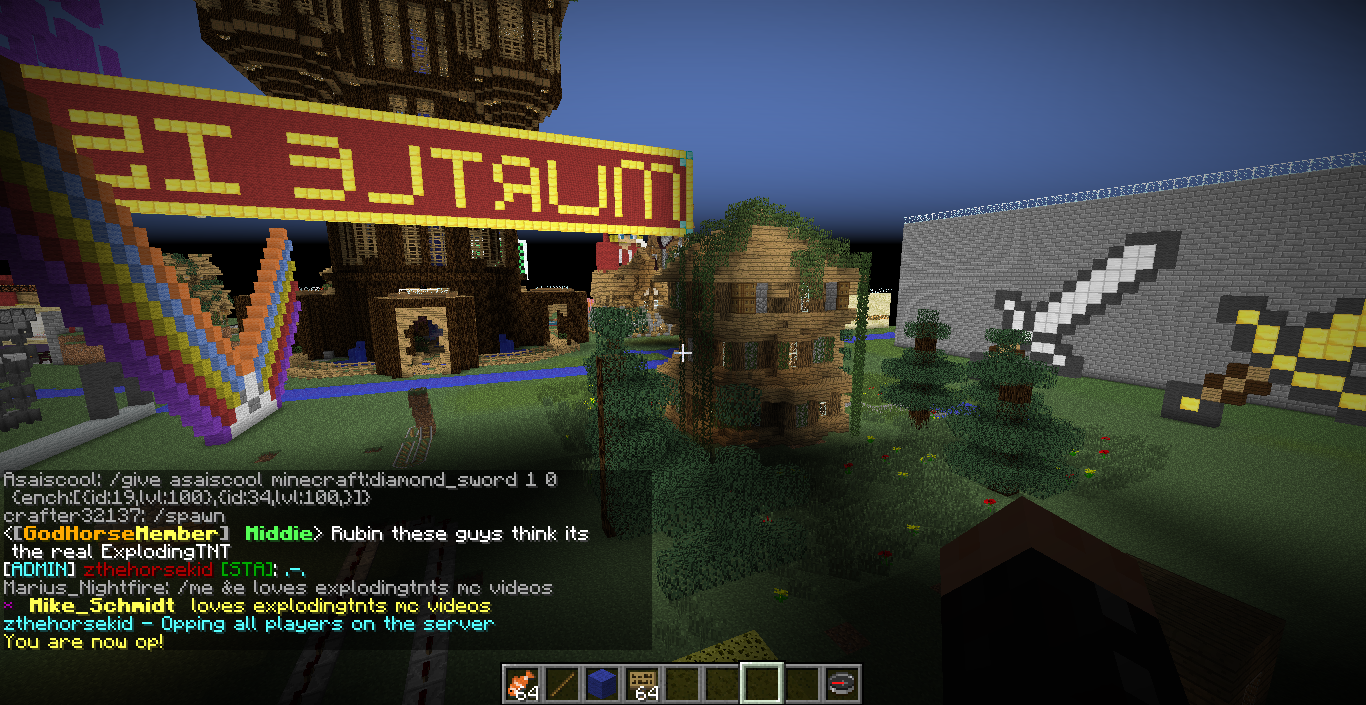 MURTLE IS
Asaiscool: /give asaiscool minecraft:diamond_sword 1 0
{ench:[{id:19,lvl:100},{id:34,lvl:100,}]}
crafter32137: /spawn
<[GodHorseMember] Middie> Rubin these guys think its
the real ExplodingTNT
[ADMIN] zthehorsekid [STA]: .-.
Marius_Nightfire: /me &e loves explodingtnts mc videos
* Mike_Schmidt loves explodingtnts mc videos
zthehorsekid - Opping all players on the server
You are now op!
64 64